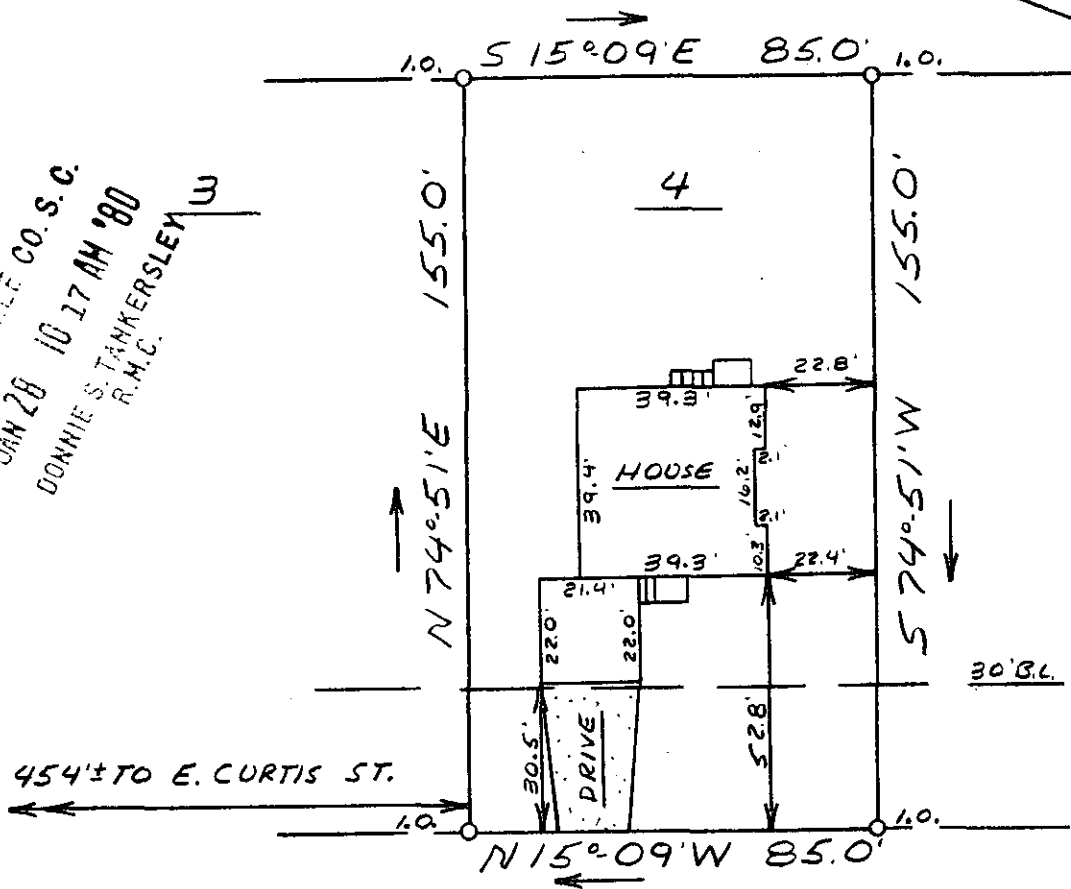 I.O. S 15°-09'E 85.0' I.O.
CO. S. C.
JAN 28 10 17 AM '80
DONNIE S. TANKERSLEY
R.M.C.
3
4
155.0'
155.0'
N 74°-51'E
S 74°-51'W
22.8'
39.3'
12.9'
2.1'
HOUSE
16.2'
39.4'
2.1'
10.3'
39.3'
22.4'
21.4'
22.0'
22.0'
30' B.L.
30.5'
DRIVE
52.8'
454'± TO E. CURTIS ST.
I.O.
I.O.
N 15°-09'W 85.0'